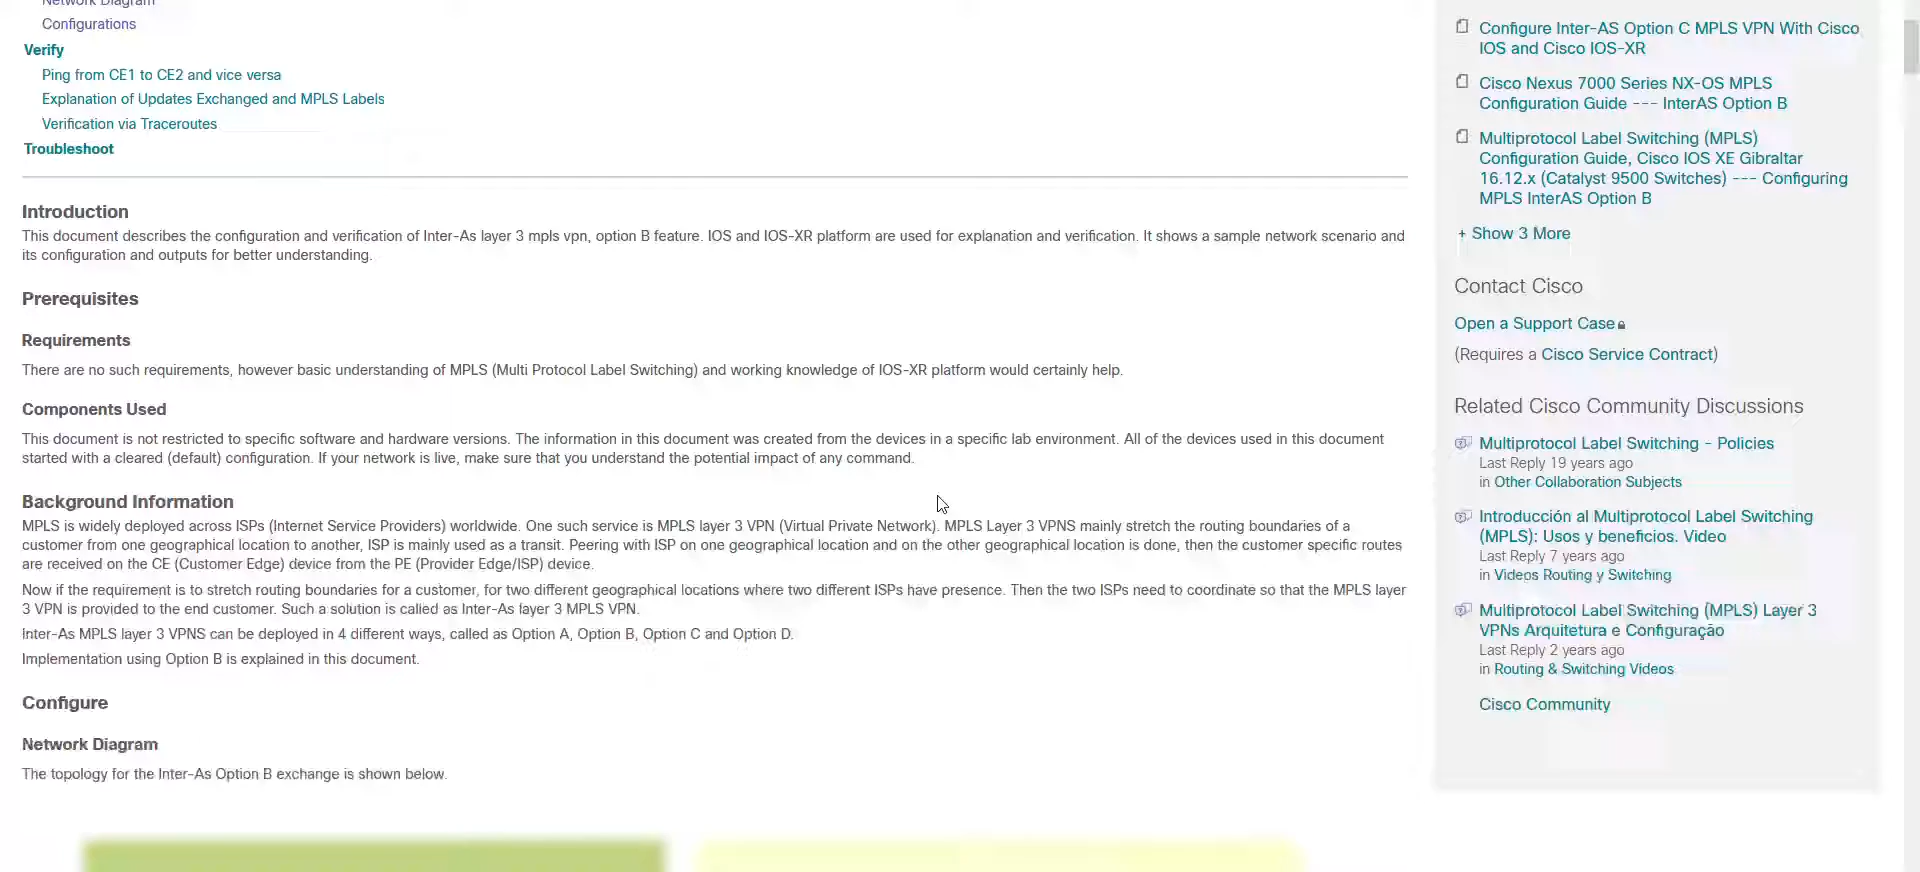 Network Diagram
Configurations
Verify
Ping from CE1 to CE2 and vice versa
Explanation of Updates Exchanged and MPLS Labels
Verification via Traceroutes
Troubleshoot
Introduction
This document describes the configuration and verification of Inter-As layer 3 mpls vpn, option B feature. IOS and IOS-XR platform are used for explanation and verification. It shows a sample network scenario and
its configuration and outputs for better understanding.
Prerequisites
Requirements
There are no such requirements, however basic understanding of MPLS (Multi Protocol Label Switching) and working knowledge of IOS-XR platform would certainly help.
Components Used
This document is not restricted to specific software and hardware versions. The information in this document was created from the devices in a specific lab environment. All of the devices used in this document
started with a cleared (default) configuration. If your network is live, make sure that you understand the potential impact of any command.
Background Information
MPLS is widely deployed across ISPs (Internet Service Providers) worldwide. One such service is MPLS layer 3 VPN (Virtual Private Network). MPLS Layer 3 VPNS mainly stretch the routing boundaries of a
customer from one geographical location to another, ISP is mainly used as a transit. Peering with ISP on one geographical location and on the other geographical location is done, then the customer specific routes
are received on the CE (Customer Edge) device from the PE (Provider Edge/ISP) device.
Now if the requirement is to stretch routing boundaries for a customer, for two different geographical locations where two different ISPs have presence. Then the two ISPs need to coordinate so that the MPLS layer
3 VPN is provided to the end customer. Such a solution is called as Inter-As layer 3 MPLS VPN.
Inter-As MPLS layer 3 VPNS can be deployed in 4 different ways, called as Option A, Option B, Option C and Option D.
Implementation using Option B is explained in this document.
Configure
Network Diagram
The topology for the Inter-As Option B exchange is shown below.
Configure Inter-AS Option C MPLS VPN With Cisco
IOS and Cisco IOS-XR
Cisco Nexus 7000 Series NX-OS MPLS
Configuration Guide --- InterAS Option B
Multiprotocol Label Switching (MPLS)
Configuration Guide, Cisco IOS XE Gibraltar
16.12.x (Catalyst 9500 Switches) --- Configuring
MPLS InterAS Option B
+ Show 3 More
Contact Cisco
Open a Support Case
(Requires a Cisco Service Contract)
Related Cisco Community Discussions
Multiprotocol Label Switching - Policies
Last Reply 19 years ago
in Other Collaboration Subjects
Introducción al Multiprotocol Label Switching
(MPLS): Usos y beneficios. Video
Last Reply 7 years ago
in Videos Routing y Switching
Multiprotocol Label Switching (MPLS) Layer 3
VPNs Arquitetura e Configuração
Last Reply 2 years ago
in Routing & Switching Videos
Cisco Community